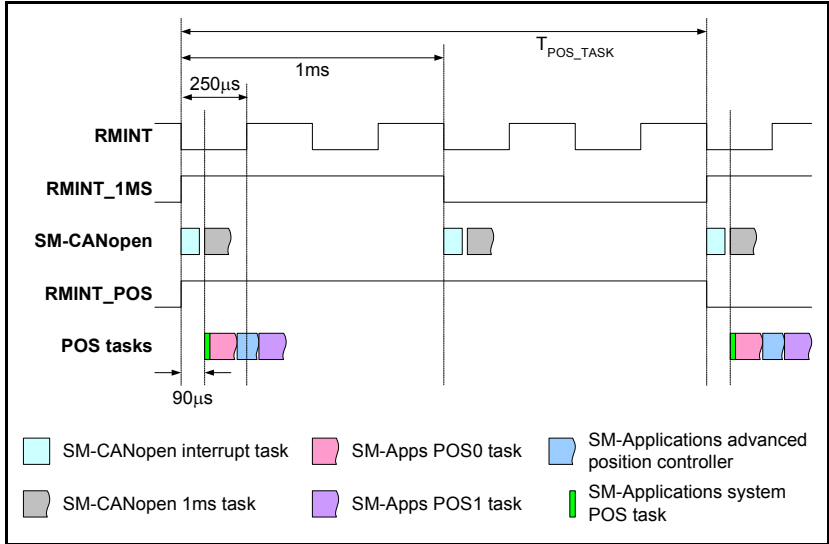 TPOS_TASK
1ms
250µs
RMINT
RMINT_1MS
SM-CANopen
RMINT_POS
POS tasks
90µs
SM-CANopen interrupt task
SM-Apps POS0 task
SM-Applications advanced
position controller
SM-CANopen 1ms task
SM-Apps POS1 task
SM-Applications system
POS task